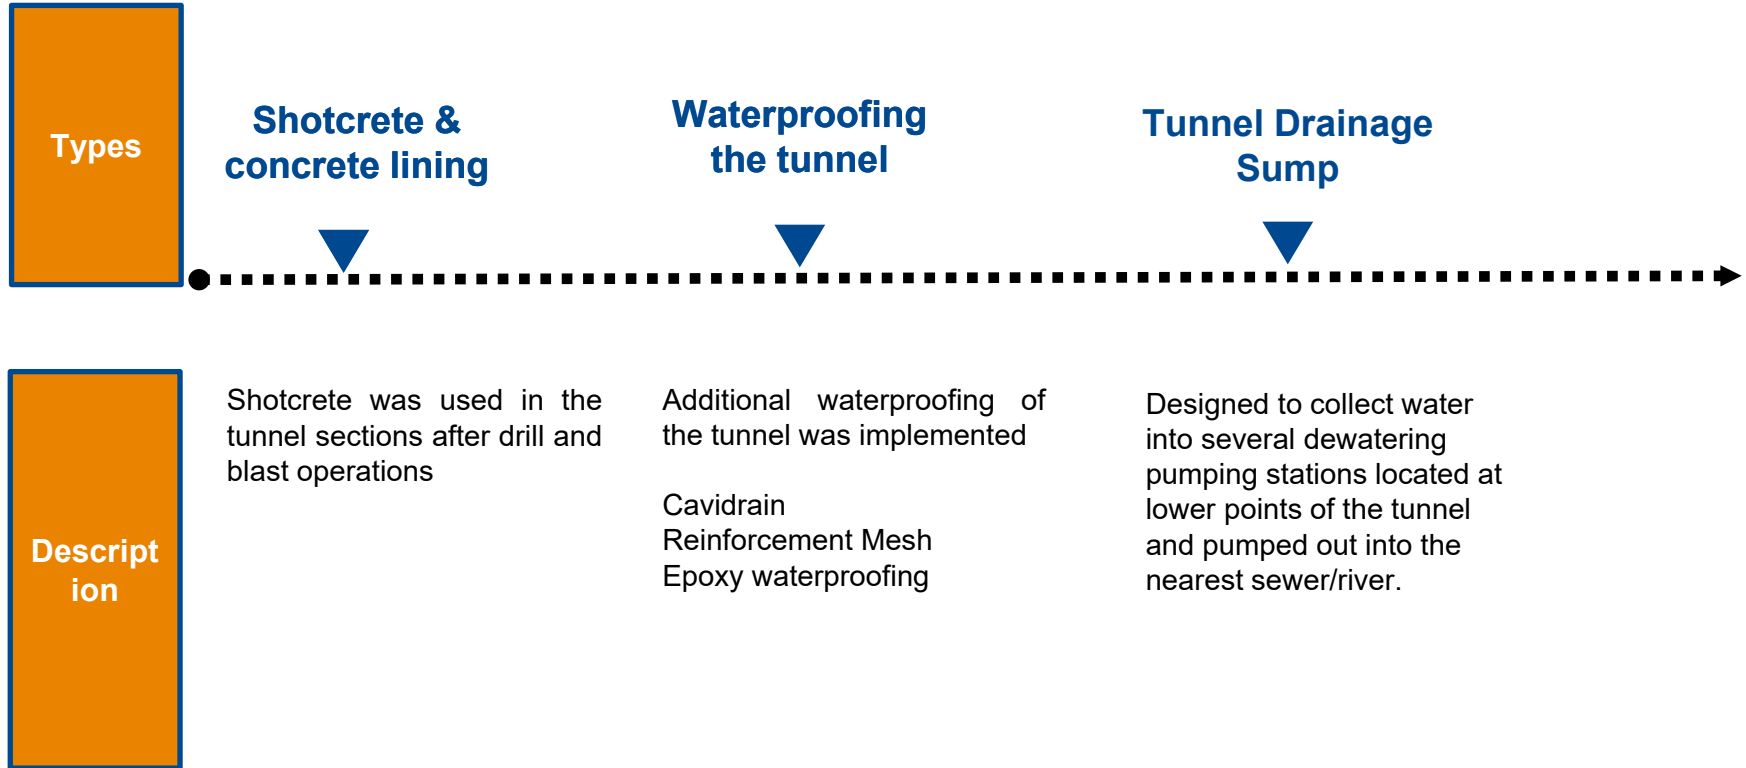 Types
Shotcrete &
concrete lining
Waterproofing
the tunnel
Tunnel Drainage
Sump
Descript
ion
Shotcrete was used in the
tunnel sections after drill and
blast operations
Additional waterproofing of
the tunnel was implemented
Cavidrain
Reinforcement Mesh
Epoxy waterproofing
Designed to collect water
into several dewatering
pumping stations located at
lower points of the tunnel
and pumped out into the
nearest sewer/river.